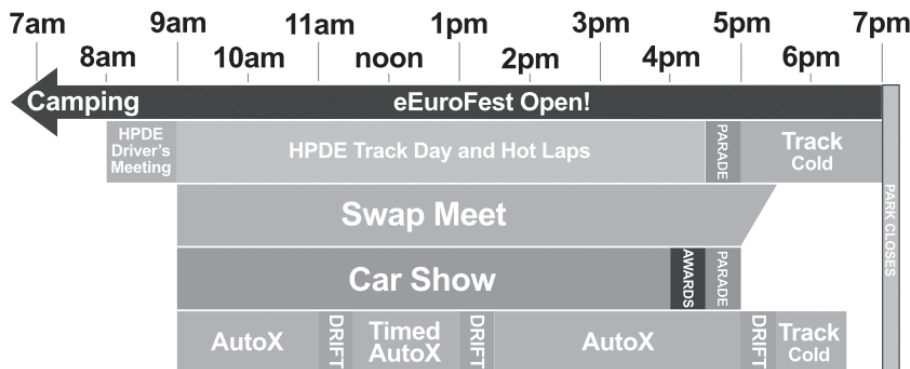 7am 9am 11am 1pm 3pm 5pm 7pm
8am 10am noon 2pm 4pm 6pm
Camping eEuroFest Open!
HPDE
Driver's
Meeting
HPDE Track Day and Hot Laps
PARADE
Track
Cold
PARK CLOSES
Swap Meet
Car Show
AWARDS
PARADE
AutoX
DRIFT
Timed
AutoX
DRIFT
AutoX
DRIFT
Track
Cold